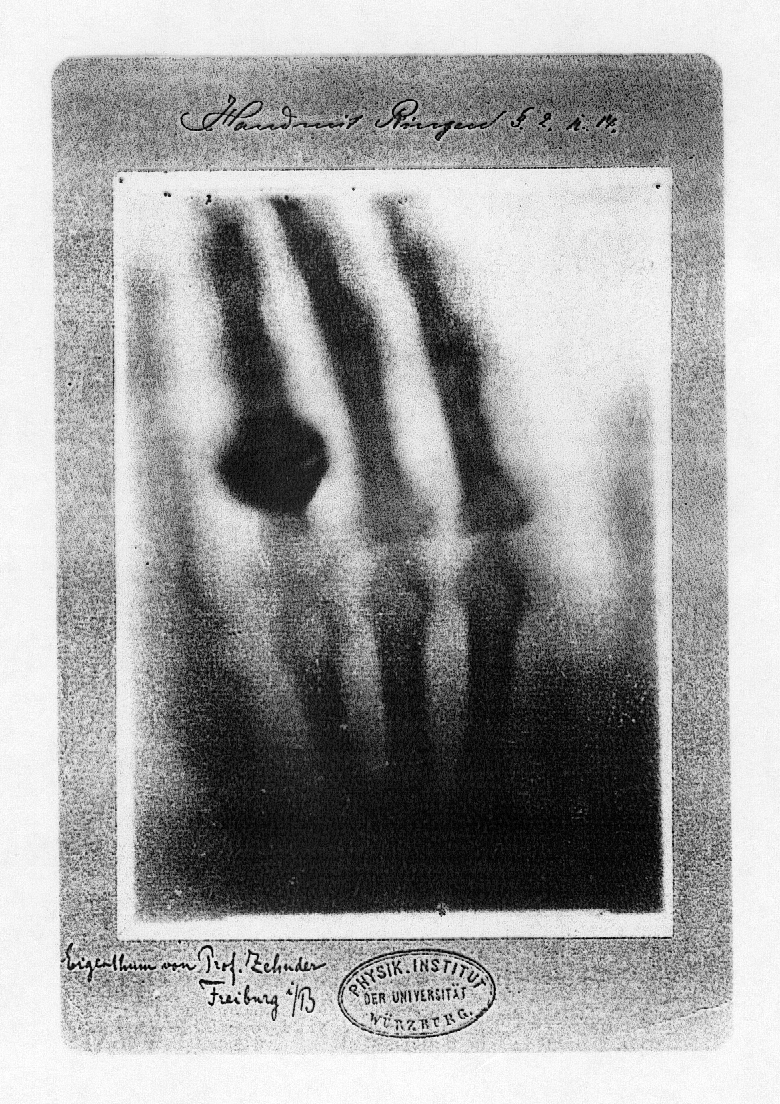 Hand mit Ringen
Eigenthum von Prof. Zehnder
Freiburg i/B
PHYSIK. INSTITUT
DER UNIVERSITÄT
WÜRZBURG.